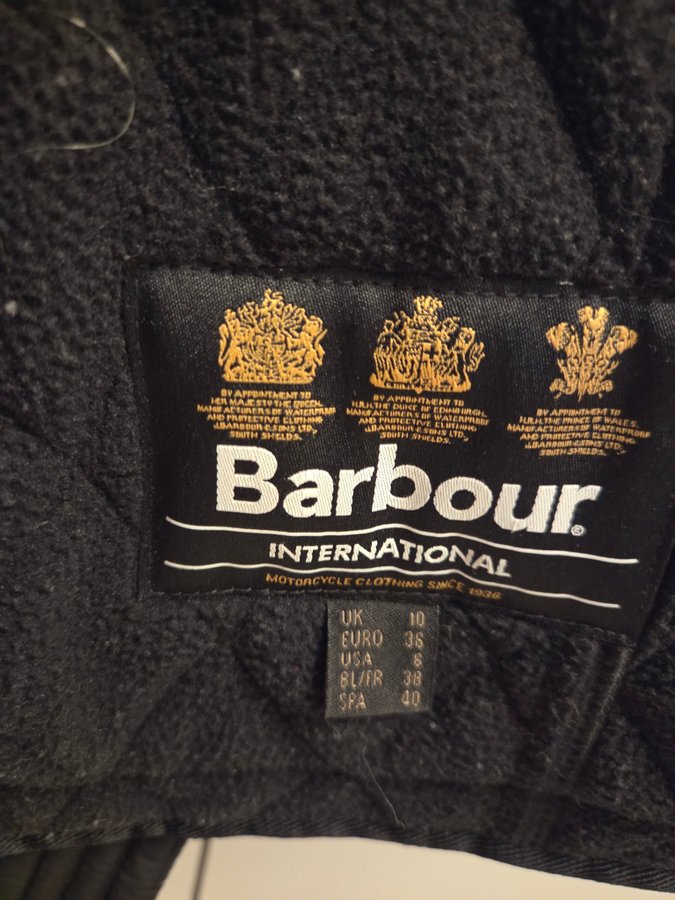 BY APPOINTMENT TO
H.M. THE QUEEN.
MANUFACTURERS OF WATERPROOF
AND PROTECTIVE CLOTHING
J.BARBOUR & SONS LTD.
SOUTH SHIELDS.
BY APPOINTMENT TO
H.R.H. THE DUKE OF EDINBURGH
MANUFACTURERS OF WATERPROOF
AND PROTECTIVE CLOTHING
J.BARBOUR & SONS LTD.
SOUTH SHIELDS.
BY APPOINTMENT TO
H.R.H. THE PRINCE OF WALES.
MANUFACTURERS OF WATERPROOF
AND PROTECTIVE CLOTHING
J.BARBOUR & SONS LTD.
SOUTH SHIELDS.
Barbour®
INTERNATIONAL
MOTORCYCLE CLOTHING SINCE 1936
UK 10
EURO 36
USA 6
BL/FR 38
SPA 40